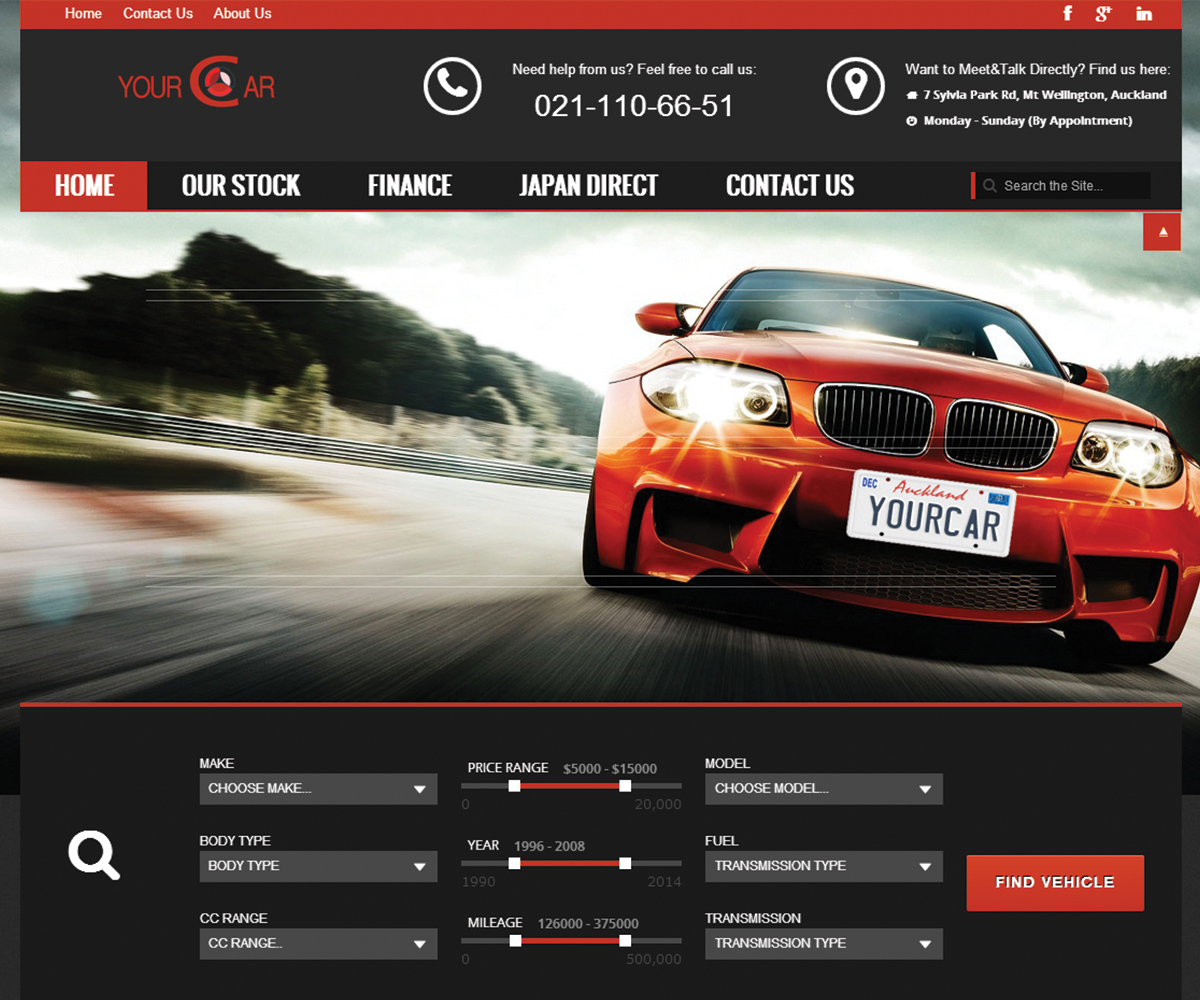 Home Contact Us About Us
YOUR CAR
Need help from us? Feel free to call us:
021-110-66-51
Want to Meet&Talk Directly? Find us here:
7 Sylvia Park Rd, Mt Wellington, Auckland
Monday - Sunday (By Appointment)
HOME OUR STOCK FINANCE JAPAN DIRECT CONTACT US
Search the Site...
DEC Auckland
YOURCAR
MAKE
CHOOSE MAKE...
PRICE RANGE $5000 - $15000
0 20,000
MODEL
CHOOSE MODEL...
BODY TYPE
BODY TYPE
YEAR 1996 - 2008
1990 2014
FUEL
TRANSMISSION TYPE
FIND VEHICLE
CC RANGE
CC RANGE..
MILEAGE 126000 - 375000
0 500,000
TRANSMISSION
TRANSMISSION TYPE